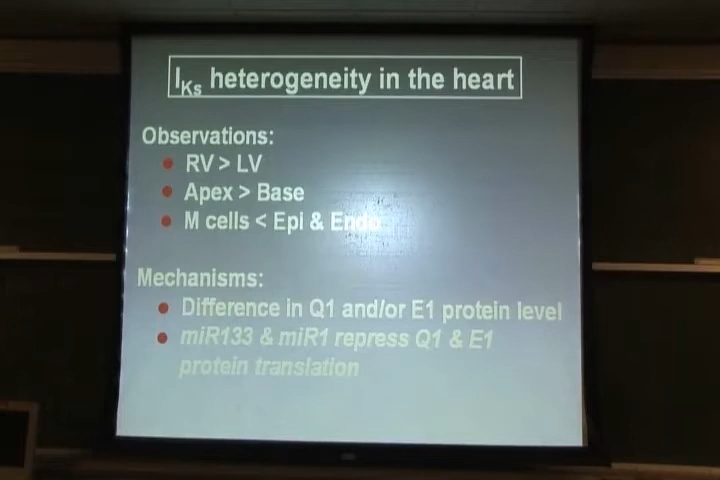 IKs heterogeneity in the heart
Observations:
RV > LV
Apex > Base
M cells < Epi & Endo
Mechanisms:
Difference in Q1 and/or E1 protein level
miR133 & miR1 repress Q1 & E1
protein translation